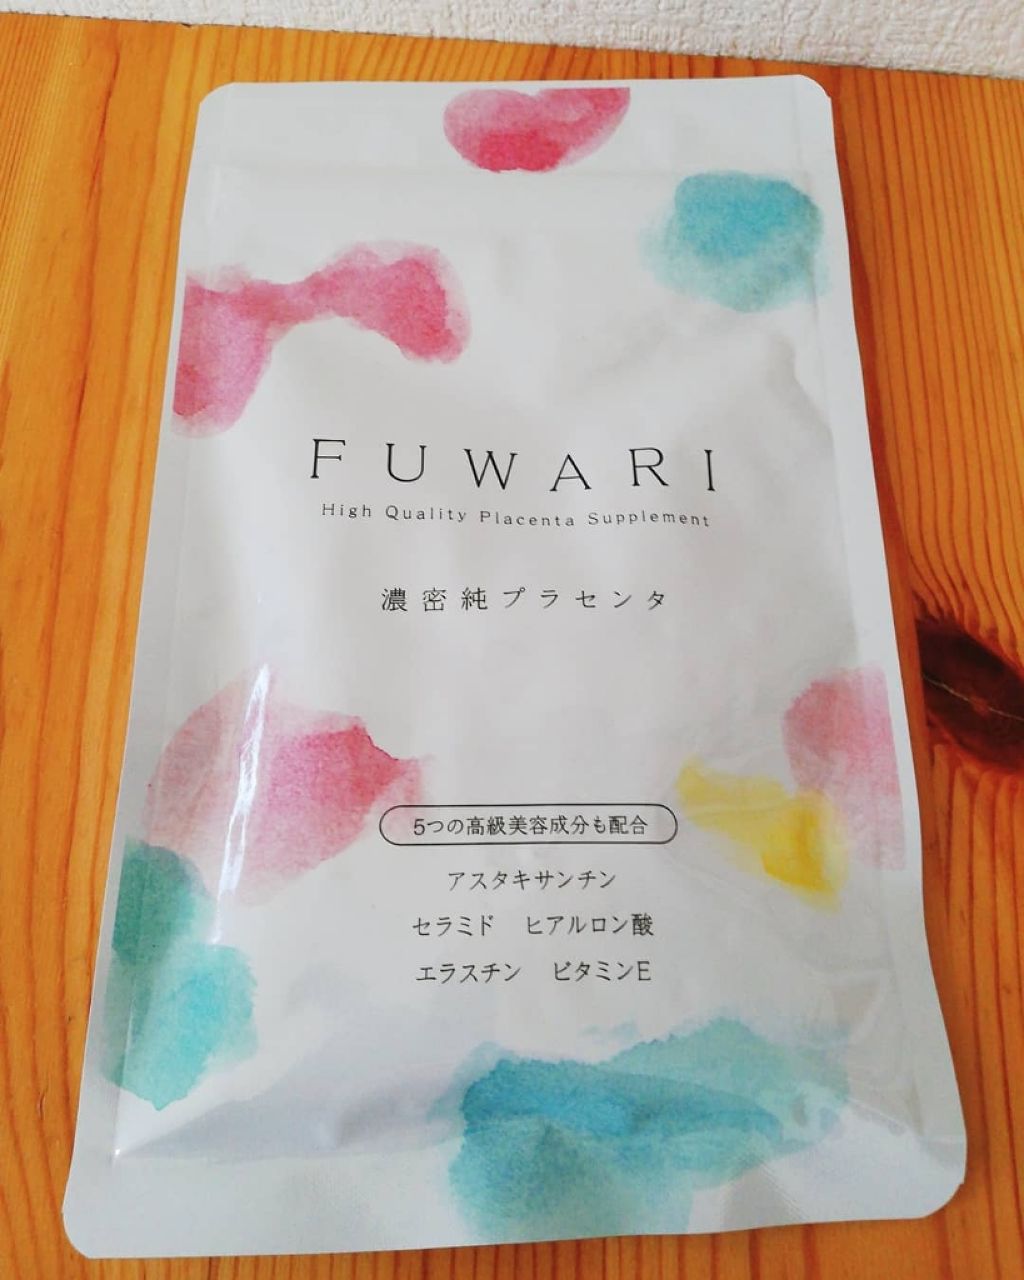 FUWARI
High Quality Placenta Supplement
濃密純プラセンタ
5つの高級美容成分も配合
アスタキサンチン
セラミド ヒアルロン酸
エラスチン ビタミンE